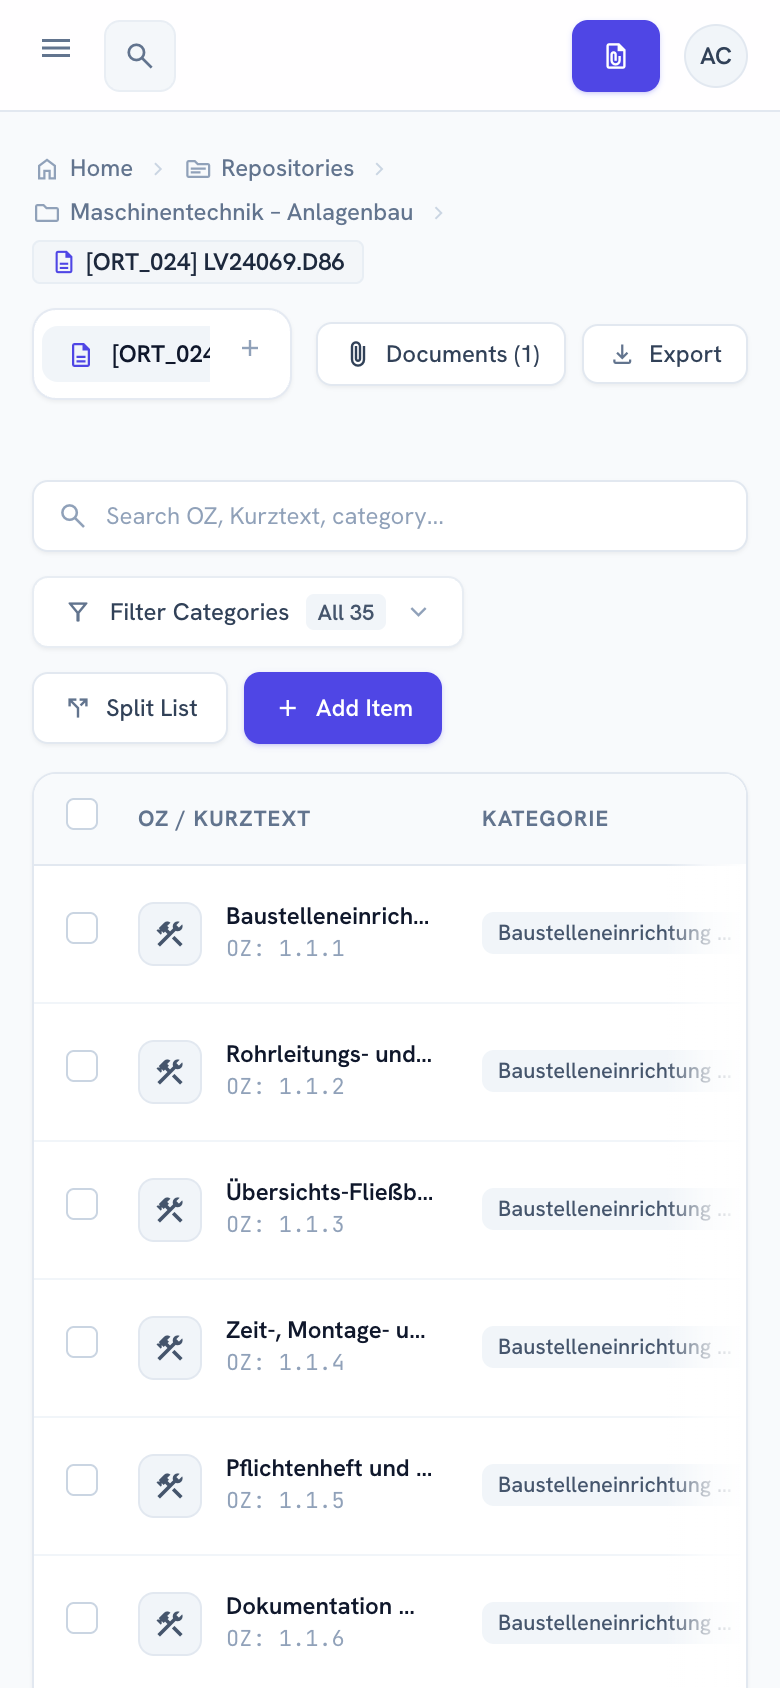 AC
Home
Repositories
Maschinentechnik – Anlagenbau
[ORT_024] LV24069.D86
[ORT_024
Documents (1)
Export
Search OZ, Kurztext, category...
Filter Categories All 35
Split List
Add Item
OZ / KURZTEXT KATEGORIE
Baustelleneinrich... Baustelleneinrichtung ...
OZ: 1.1.1
Rohrleitungs- und... Baustelleneinrichtung ...
OZ: 1.1.2
Übersichts-Fließb... Baustelleneinrichtung ...
OZ: 1.1.3
Zeit-, Montage- u... Baustelleneinrichtung ...
OZ: 1.1.4
Pflichtenheft und ... Baustelleneinrichtung ...
OZ: 1.1.5
Dokumentation ... Baustelleneinrichtung ...
OZ: 1.1.6